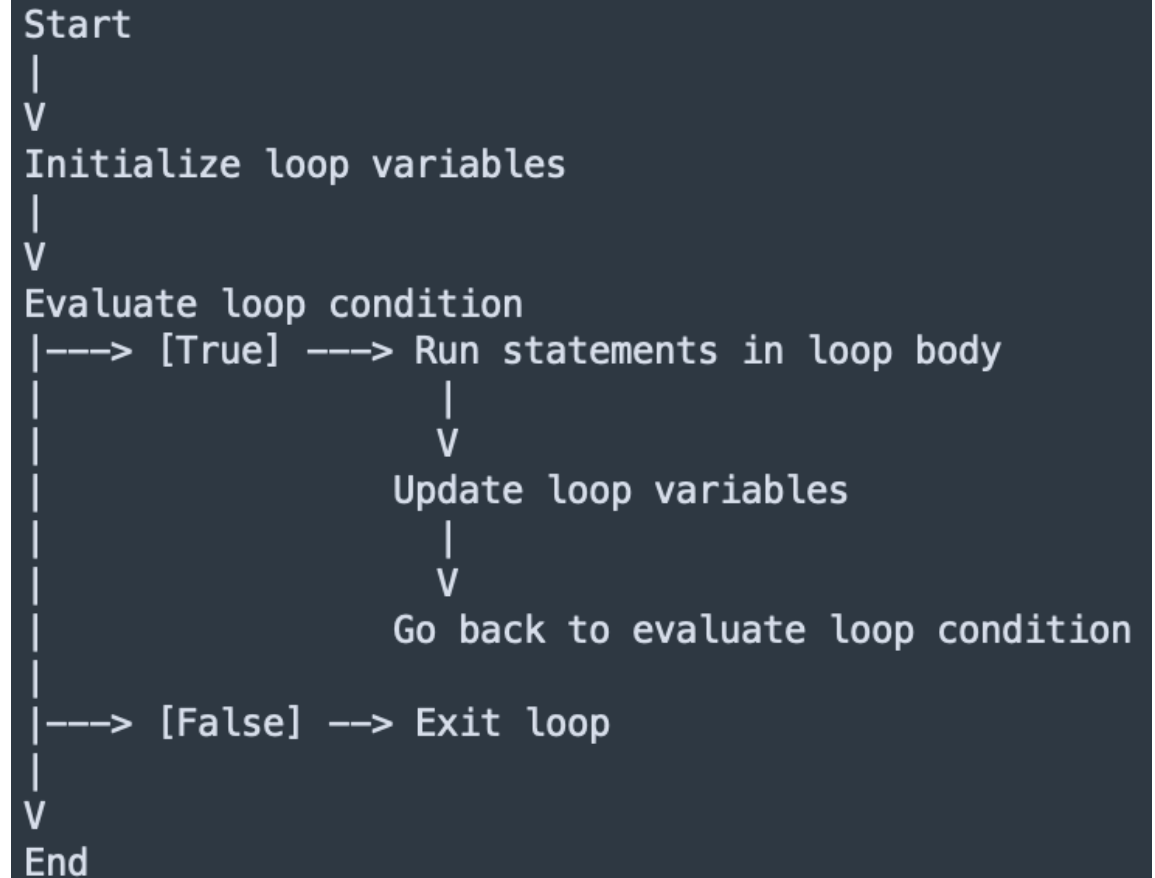 Start
|
V
Initialize loop variables
|
V
Evaluate loop condition
|---> [True] ---> Run statements in loop body
|                  |
|                  V
|                Update loop variables
|                  |
|                  V
|                Go back to evaluate loop condition
|
|---> [False] --> Exit loop
|
V
End